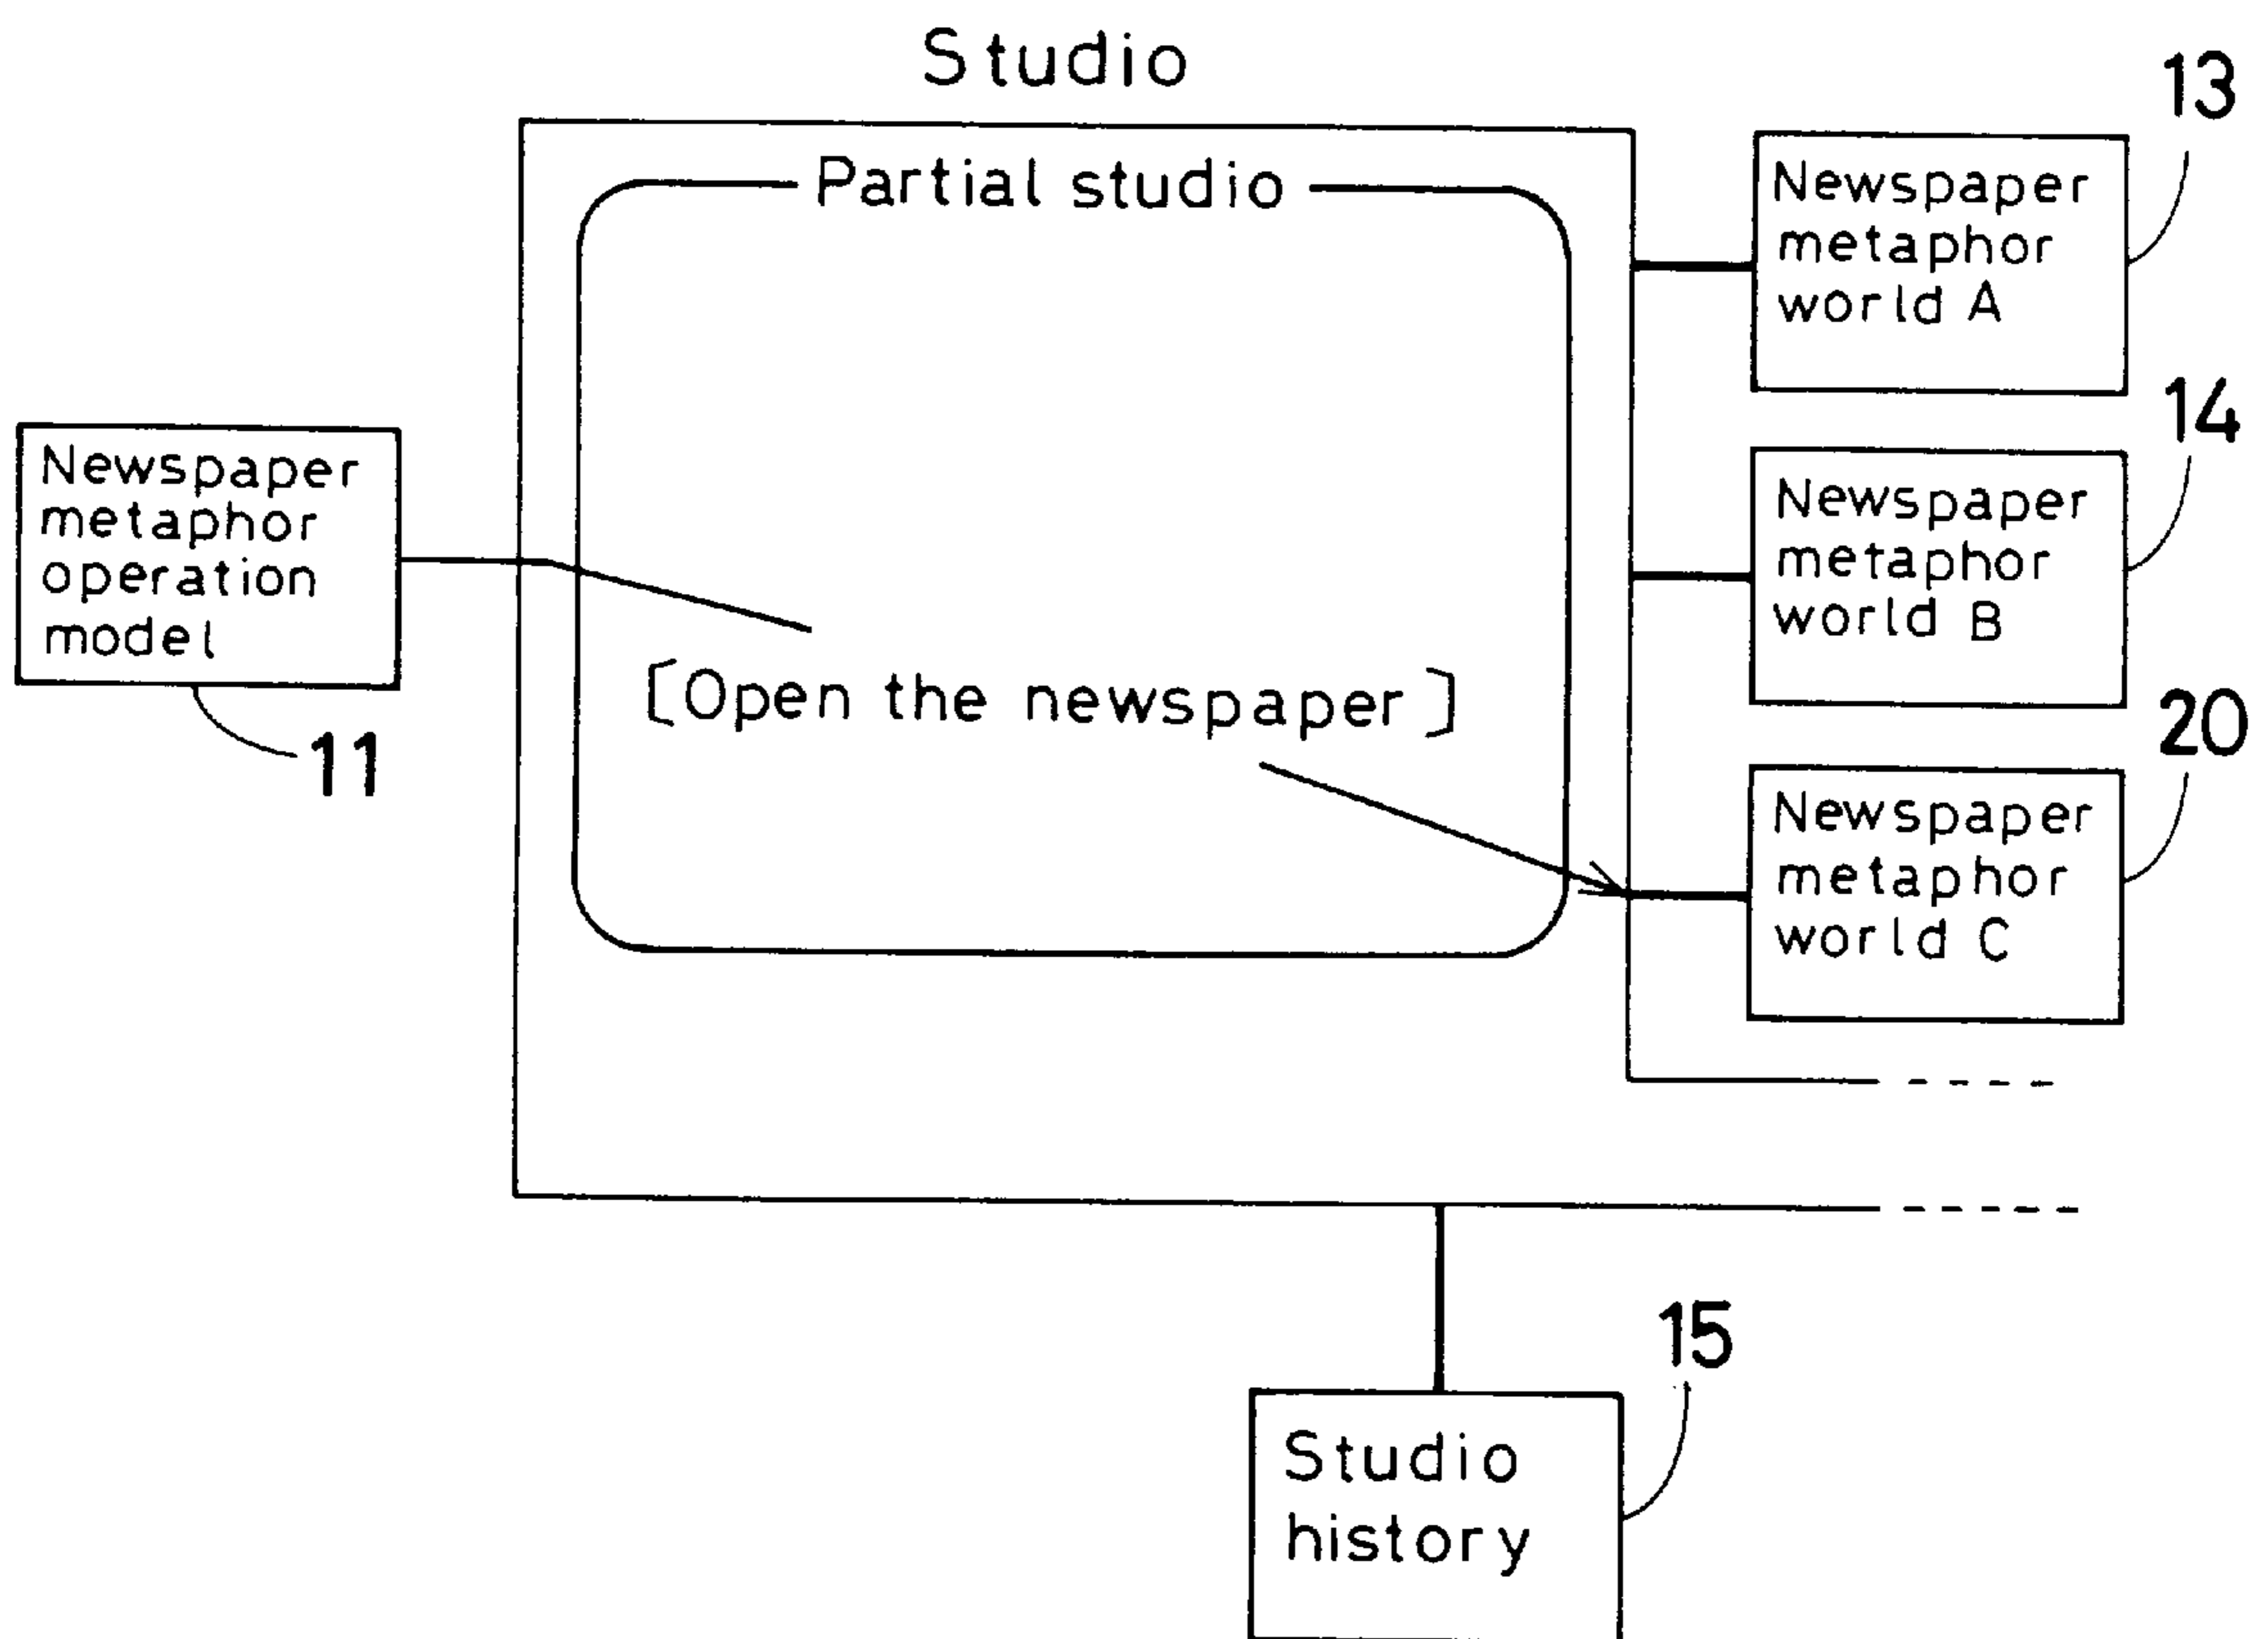 Studio
Partial studio
13
Newspaper
metaphor
world A
14
Newspaper
metaphor
operation
model
11
Newspaper
metaphor
world B
[Open the newspaper]
20
Newspaper
metaphor
world C
15
Studio
history